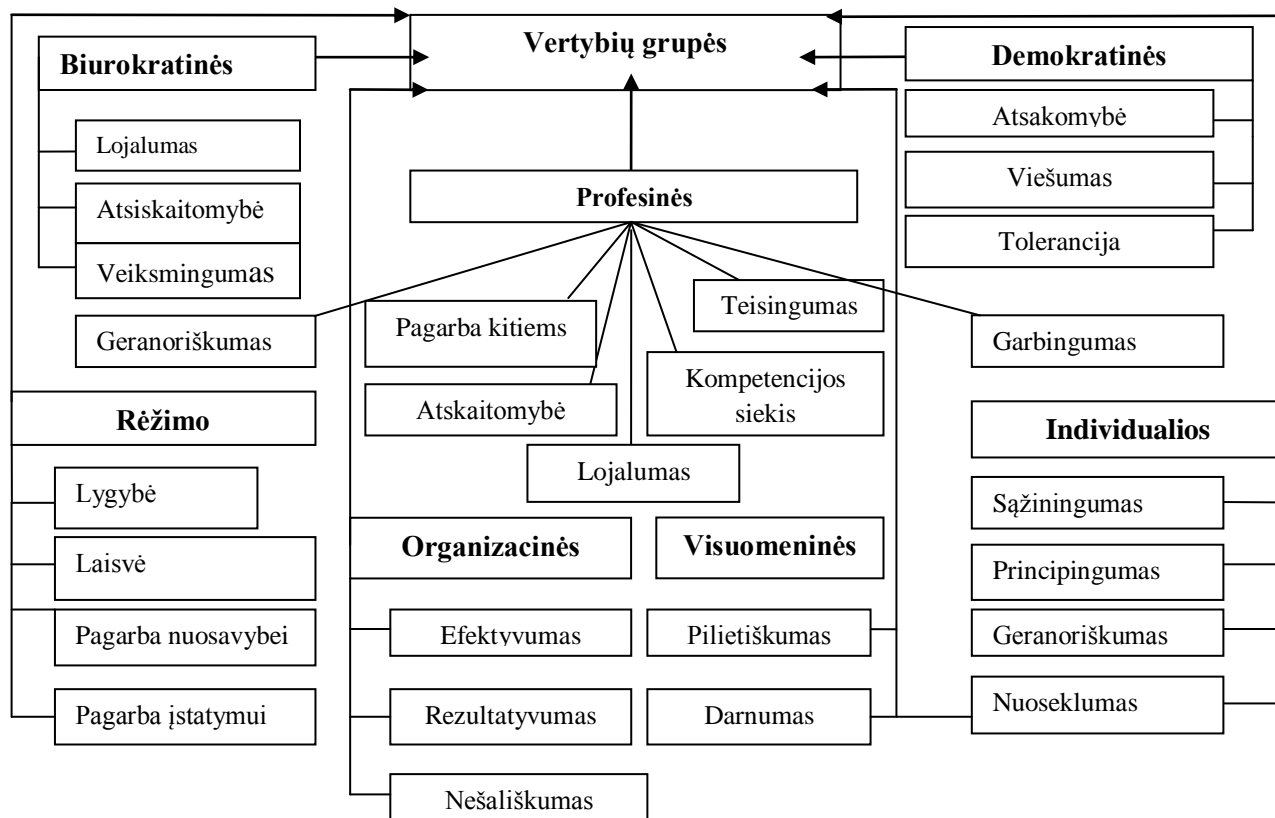 Vertybių grupės
Biurokratinės
Lojalumas
Atsiskaitomybė
Veiksmingumas
Demokratinės
Atsakomybė
Viešumas
Tolerancija
Profesinės
Geranoriškumas
Pagarba kitiems
Atskaitomybė
Lojalumas
Kompetencijos
siekis
Teisingumas
Garbingumas
Rėžimo
Lygybė
Laisvė
Pagarba nuosavybei
Pagarba įstatymui
Organizacinės
Efektyvumas
Rezultatyvumas
Nešališkumas
Visuomeninės
Pilietiškumas
Darnumas
Individualios
Sąžiningumas
Principingumas
Geranoriškumas
Nuoseklumas